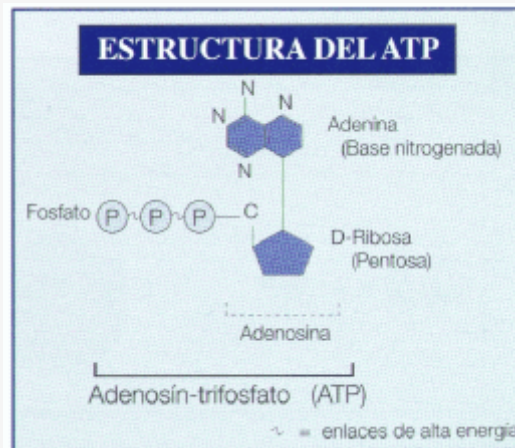 ESTRUCTURA DEL ATP
N
N
N
N
Adenina
(Base nitrogenada)
Fosfato P~P~P–C
D-Ribosa
(Pentosa)
Adenosina
Adenosín-trifosfato (ATP)
~ = enlaces de alta energía